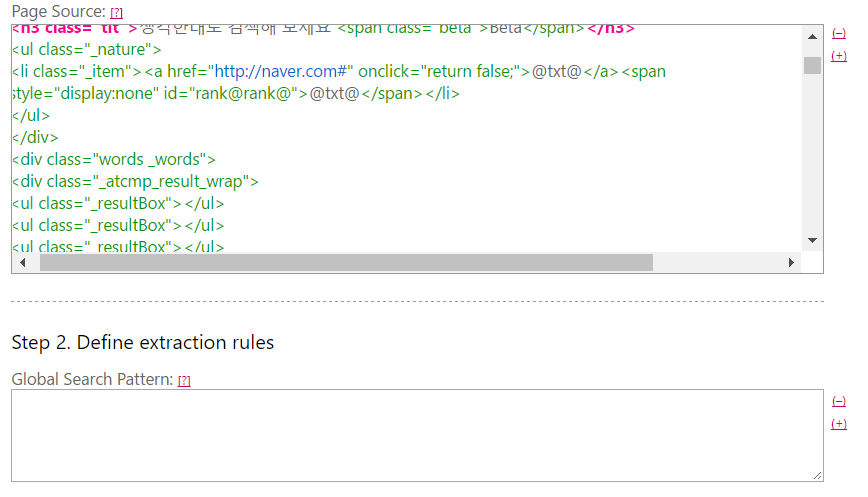 Page Source: [?]
<h3 class="tit">생각한대로 검색해 보세요 <span class="beta">Beta</span></h3>
(–)
<ul class="_nature">
(+)
<li class="_item"><a href="http://naver.com#" onclick="return false;">@txt@</a><span
style="display:none" id="rank@rank@">@txt@</span></li>
</ul>
</div>
<div class="words _words">
<div class="_atcmp_result_wrap">
<ul class="_resultBox"></ul>
<ul class="_resultBox"></ul>
<ul class="_resultBox"></ul>
Step 2. Define extraction rules
Global Search Pattern: [?]
(–)
(+)